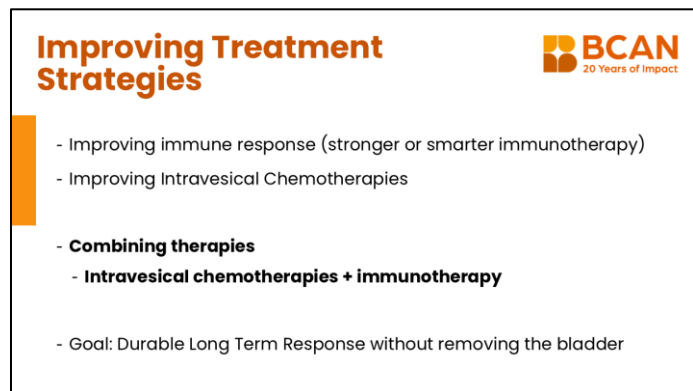 Improving Treatment
Strategies
BCAN
20 Years of Impact
- Improving immune response (stronger or smarter immunotherapy)
- Improving Intravesical Chemotherapies
- Combining therapies
- Intravesical chemotherapies + immunotherapy
- Goal: Durable Long Term Response without removing the bladder